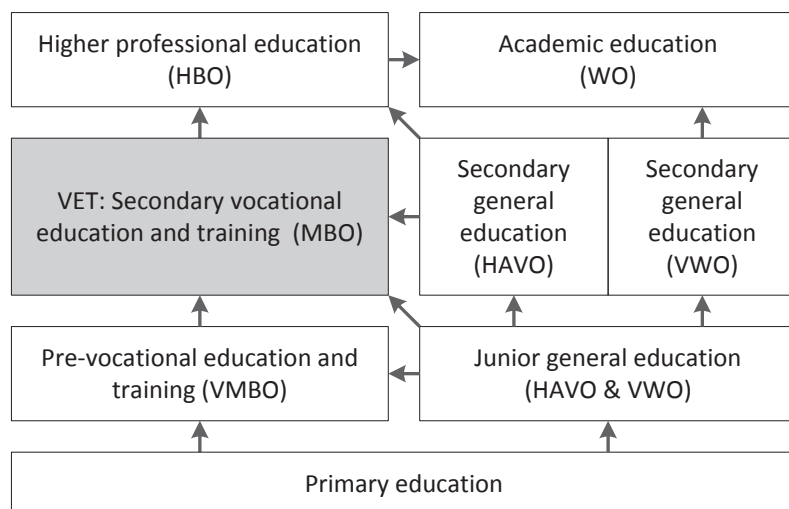 Higher professional education
(HBO)
Academic education
(WO)
VET: Secondary vocational
education and training  (MBO)
Secondary
general
education
(HAVO)
Secondary
general
education
(VWO)
Pre-vocational education and
training (VMBO)
Junior general education
(HAVO & VWO)
Primary education